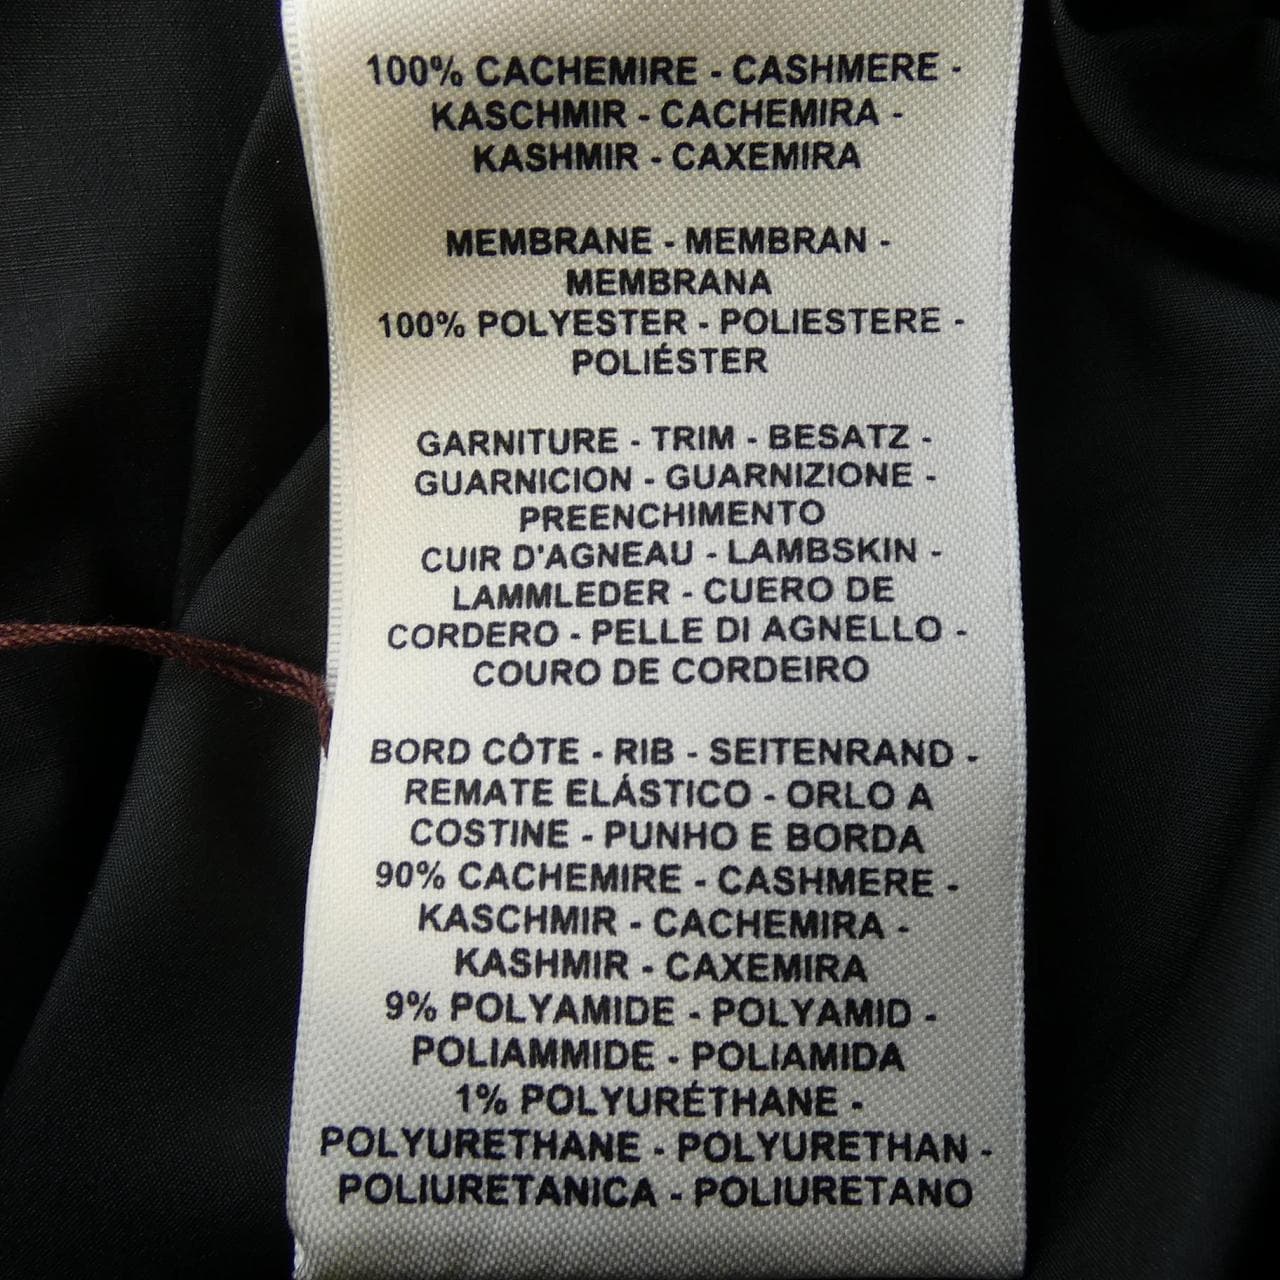 100% CACHEMIRE - CASHMERE -
KASCHMIR - CACHEMIRA -
KASHMIR - CAXEMIRA
MEMBRANE - MEMBRAN -
MEMBRANA
100% POLYESTER - POLIESTERE -
POLIÉSTER
GARNITURE - TRIM - BESATZ -
GUARNICION - GUARNIZIONE -
PREENCHIMENTO
CUIR D'AGNEAU - LAMBSKIN -
LAMMLEDER - CUERO DE
CORDERO - PELLE DI AGNELLO -
COURO DE CORDEIRO
BORD CÔTE - RIB - SEITENRAND -
REMATE ELÁSTICO - ORLO A
COSTINE - PUNHO E BORDA
90% CACHEMIRE - CASHMERE -
KASCHMIR - CACHEMIRA -
KASHMIR - CAXEMIRA
9% POLYAMIDE - POLYAMID -
POLIAMMIDE - POLIAMIDA
1% POLYURÉTHANE -
POLYURETHANE - POLYURETHAN -
POLIURETANICA - POLIURETANO